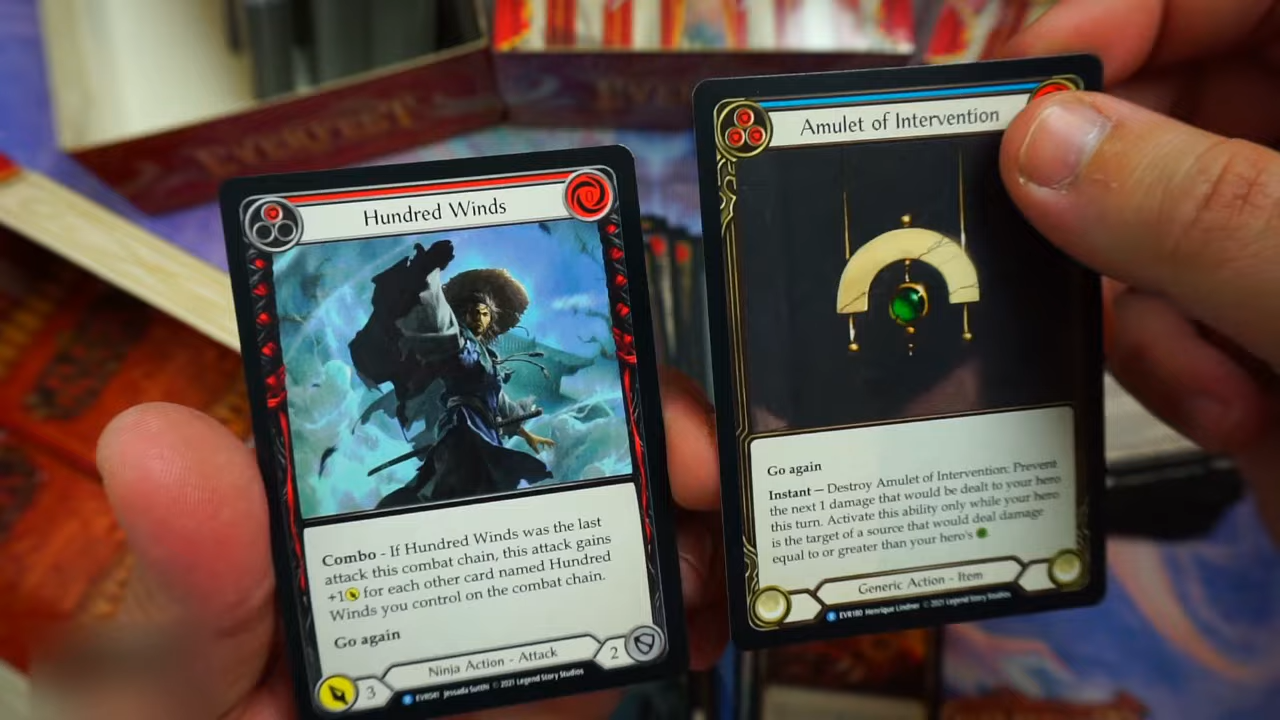 EVERFEST
Hundred Winds
0
Combo - If Hundred Winds was the last
attack this combat chain, this attack gains
+1 for each other card named Hundred
Winds you control on the combat chain.
Go again
Ninja Action - Attack
3
2
EVR041 Jessada Sutthi © 2021 Legend Story Studios
Amulet of Intervention
Go again
Instant — Destroy Amulet of Intervention: Prevent
the next 1 damage that would be dealt to your hero
this turn. Activate this ability only while your hero
is the target of a source that would deal damage
equal to or greater than your hero's
Generic Action - Item
EVR180 Henrique Lindner © 2021 Legend Story Studios